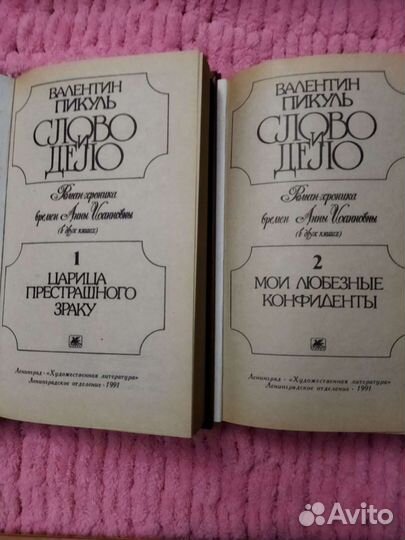 ВАЛЕНТИН
ПИКУЛЬ
СЛОВО
И
ДЕЛО
Роман-хроника
времен Анны Иоанновны
(в двух книгах)
1
ЦАРИЦА
ПРЕСТРАШНОГО
ЗРАКУ
Ленинград · «Художественная литература»
Ленинградское отделение · 1991
ВАЛЕНТИН
ПИКУЛЬ
СЛОВО
И
ДЕЛО
Роман-хроника
времен Анны Иоанновны
(в двух книгах)
2
МОИ ЛЮБЕЗНЫЕ
КОНФИДЕНТЫ
Ленинград · «Художественная литература»
Ленинградское отделение · 1991
Avito